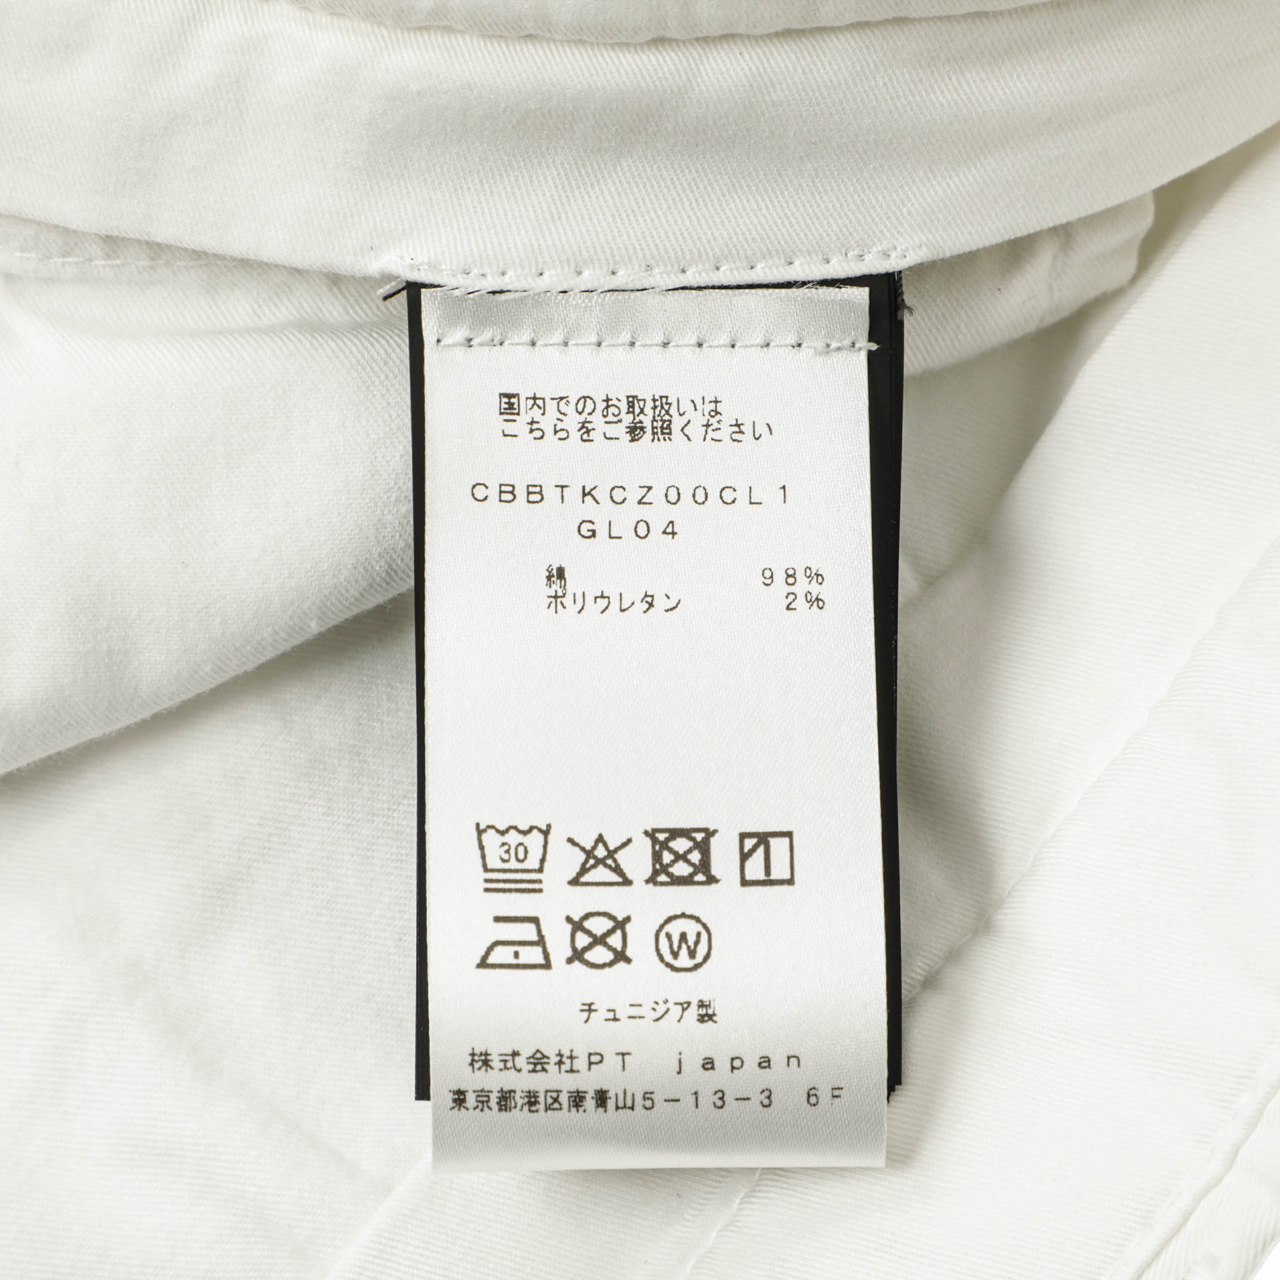 国内でのお取扱いは
こちらをご参照ください
CBBTKCZ00CL1
GL04
綿 98%
ポリウレタン 2%
30
W
チュニジア製
株式会社PT japan
東京都港区南青山5-13-3 6F